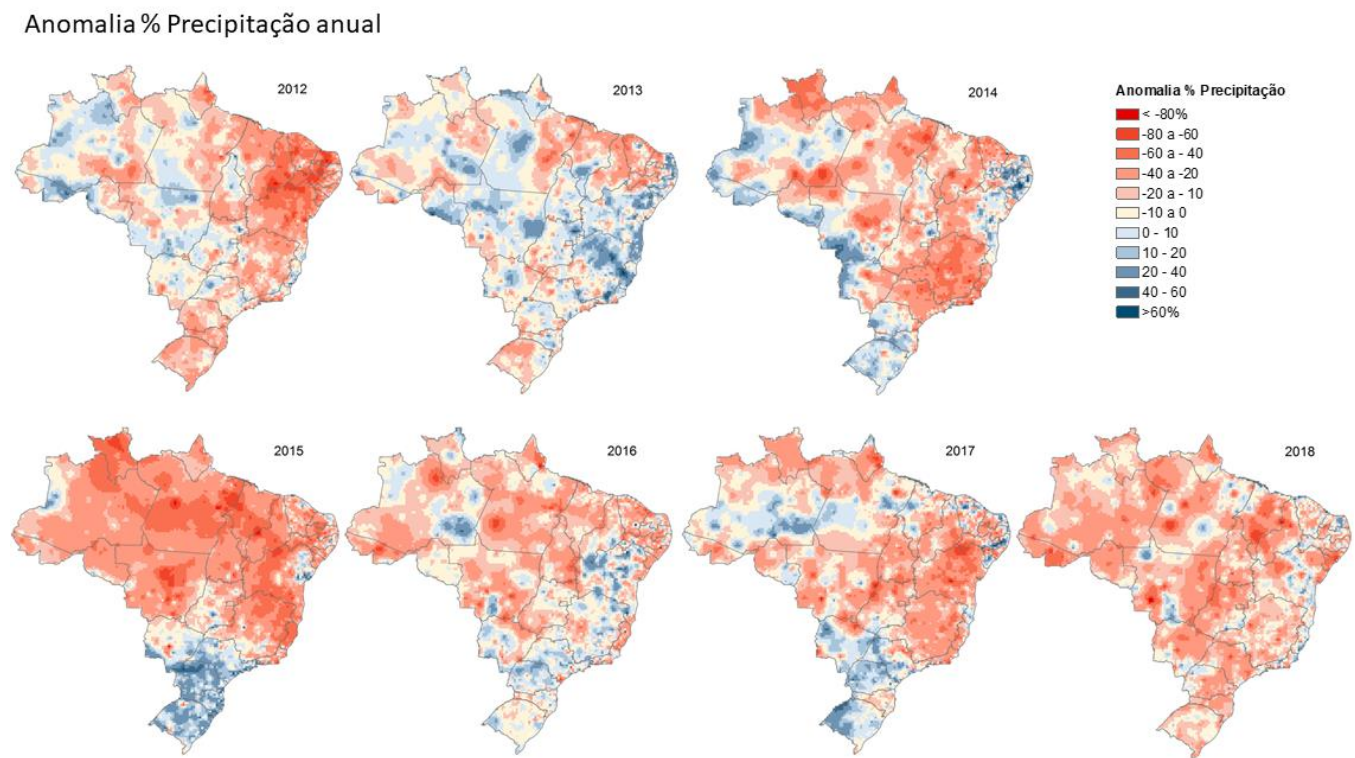 Anomalia % Precipitação anual
2012
2013
2014
Anomalia % Precipitação
< -80%
-80 a -60
-60 a - 40
-40 a -20
-20 a - 10
-10 a 0
0 - 10
10 - 20
20 - 40
40 - 60
>60%
2015
2016
2017
2018